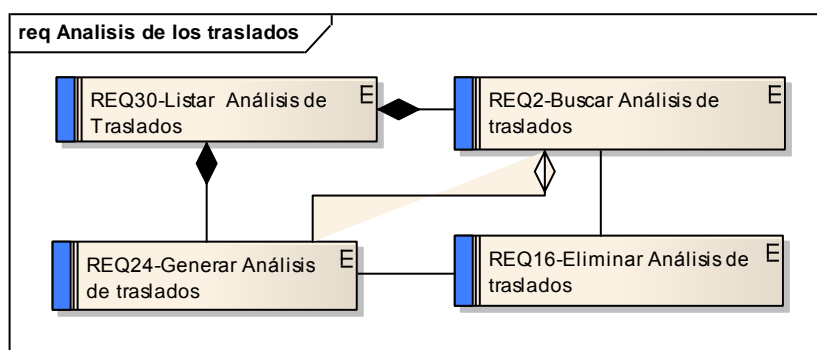 req Analisis de los traslados
REQ30-Listar Análisis de
Traslados
E
REQ2-Buscar Análisis de
traslados
E
REQ24-Generar Análisis
de traslados
E
REQ16-Eliminar Análisis de
traslados
E